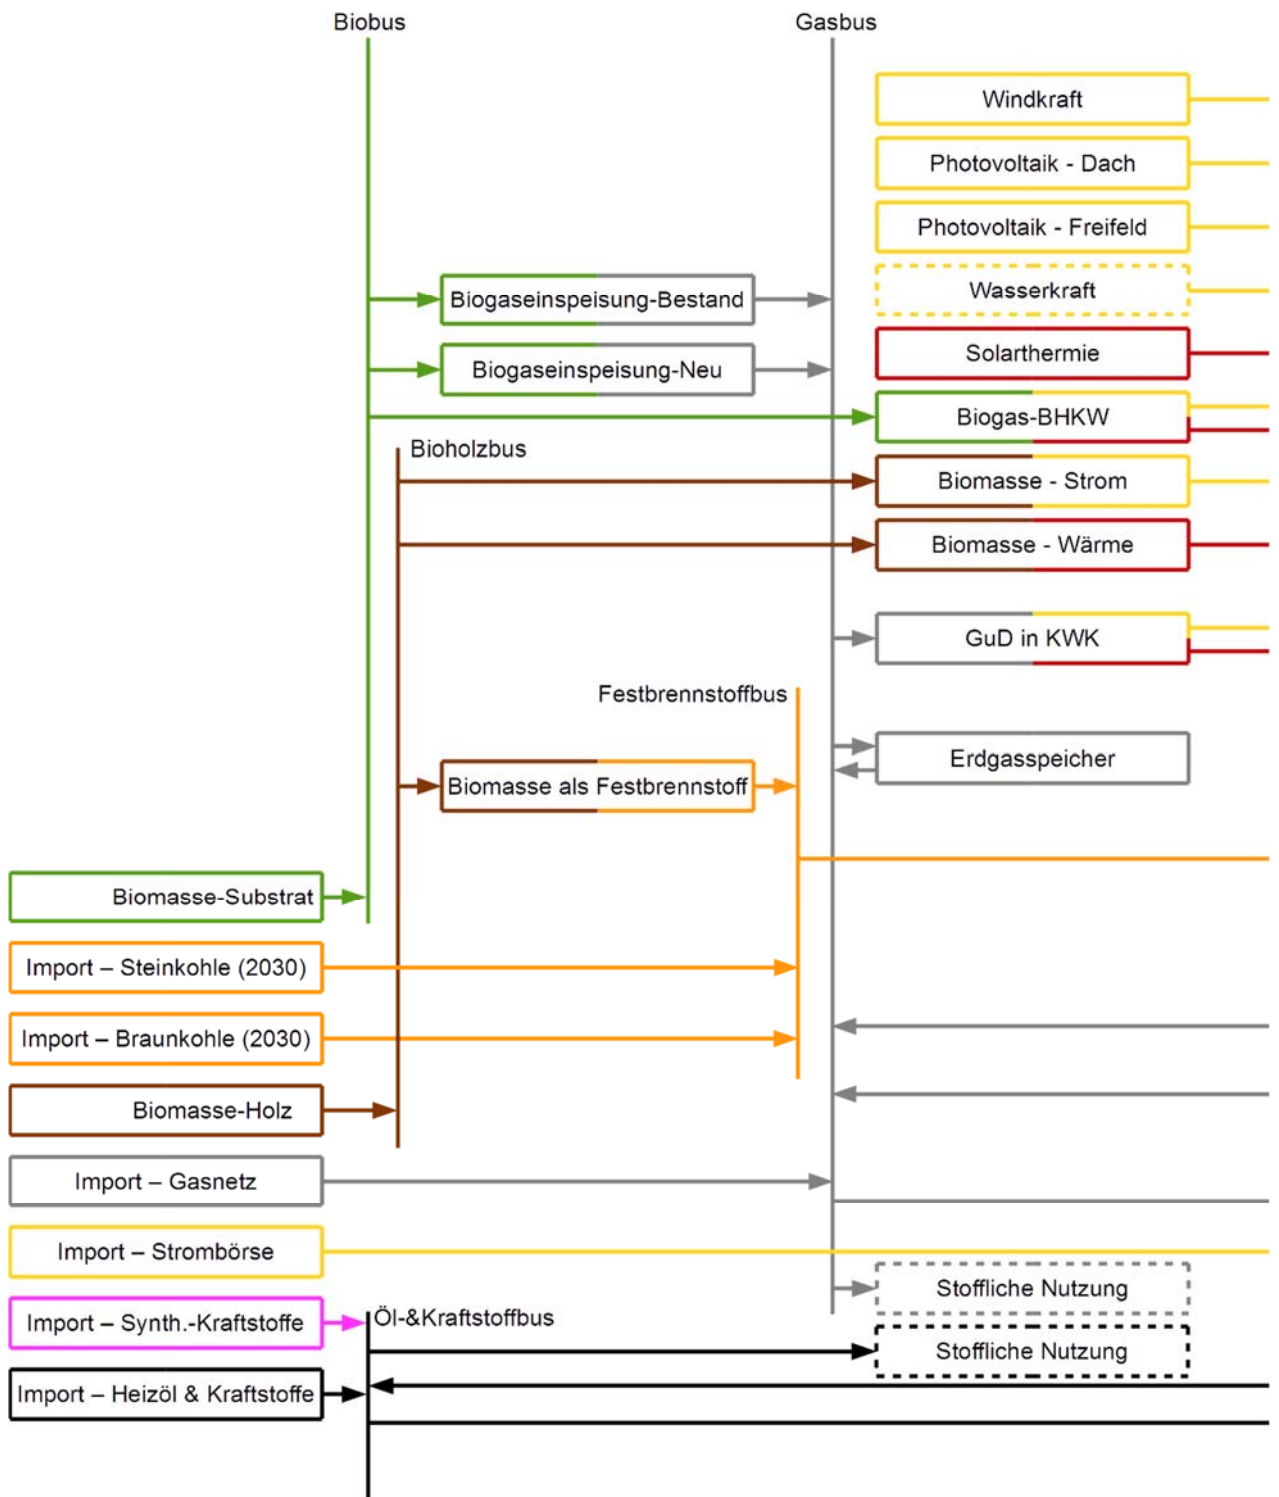 Biobus
Gasbus
Windkraft
Photovoltaik - Dach
Photovoltaik - Freifeld
Wasserkraft
Biogaseinspeisung-Bestand
Solarthermie
Biogaseinspeisung-Neu
Biogas-BHKW
Bioholzbus
Biomasse - Strom
Biomasse - Wärme
GuD in KWK
Festbrennstoffbus
Erdgasspeicher
Biomasse als Festbrennstoff
Biomasse-Substrat
Import – Steinkohle (2030)
Import – Braunkohle (2030)
Biomasse-Holz
Import – Gasnetz
Import – Strombörse
Stoffliche Nutzung
Import – Synth.-Kraftstoffe
Öl-&Kraftstoffbus
Stoffliche Nutzung
Import – Heizöl & Kraftstoffe